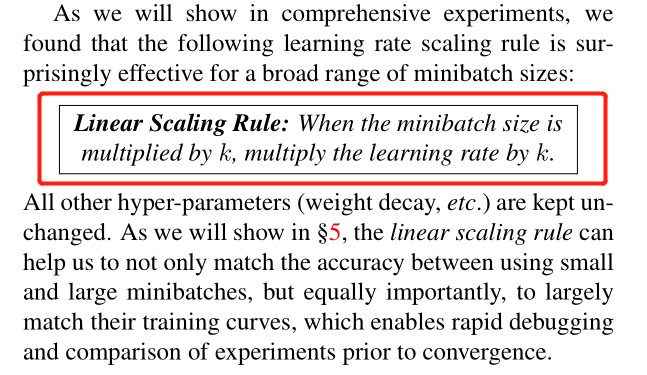 As we will show in comprehensive experiments, we
found that the following learning rate scaling rule is sur-
prisingly effective for a broad range of minibatch sizes:
Linear Scaling Rule: When the minibatch size is
multiplied by k, multiply the learning rate by k.
All other hyper-parameters (weight decay, etc.) are kept un-
changed. As we will show in §5, the linear scaling rule can
help us to not only match the accuracy between using small
and large minibatches, but equally importantly, to largely
match their training curves, which enables rapid debugging
and comparison of experiments prior to convergence.